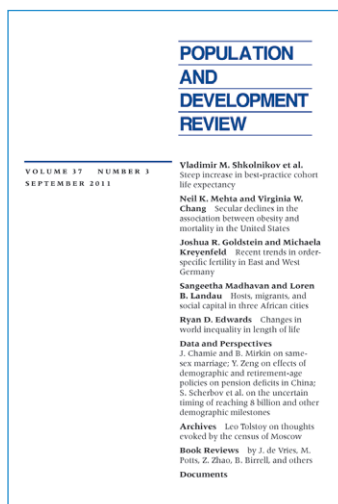 POPULATION
AND
DEVELOPMENT
REVIEW
VOLUME 37 NUMBER 3
SEPTEMBER 2011
Vladimir M. Shkolnikov et al.
Steep increase in best-practice cohort
life expectancy
Neil K. Mehta and Virginia W.
Chang Secular declines in the
association between obesity and
mortality in the United States
Joshua R. Goldstein and Michaela
Kreyenfeld Recent trends in order-
specific fertility in East and West
Germany
Sangeetha Madhavan and Loren
B. Landau Hosts, migrants, and
social capital in three African cities
Ryan D. Edwards Changes in
world inequality in length of life
Data and Perspectives
J. Chamie and B. Mirkin on same-
sex marriage; Y. Zeng on effects of
demographic and retirement-age
policies on pension deficits in China;
S. Scherbov et al. on the uncertain
timing of reaching 8 billion and other
demographic milestones
Archives Leo Tolstoy on thoughts
evoked by the census of Moscow
Book Reviews by J. de Vries, M.
Potts, Z. Zhao, B. Birrell, and others
Documents